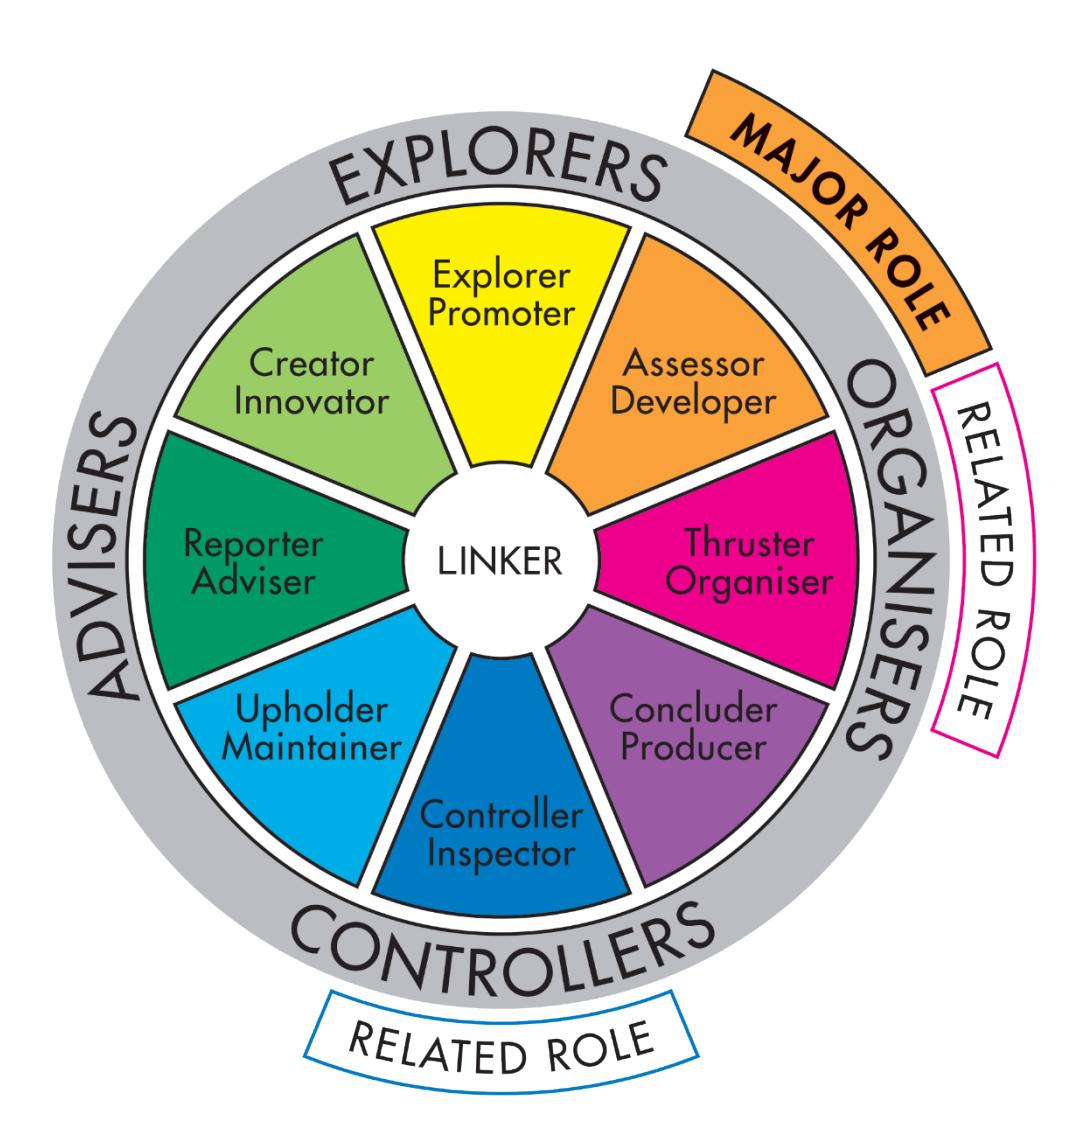 EXPLORERS
MAJOR ROLE
Explorer
Promoter
Creator
Innovator
Assessor
Developer
ADVISERS
ORGANISERS
RELATED ROLE
Reporter
Adviser
LINKER
Thruster
Organiser
Upholder
Maintainer
Concluder
Producer
Controller
Inspector
CONTROLLERS
RELATED ROLE